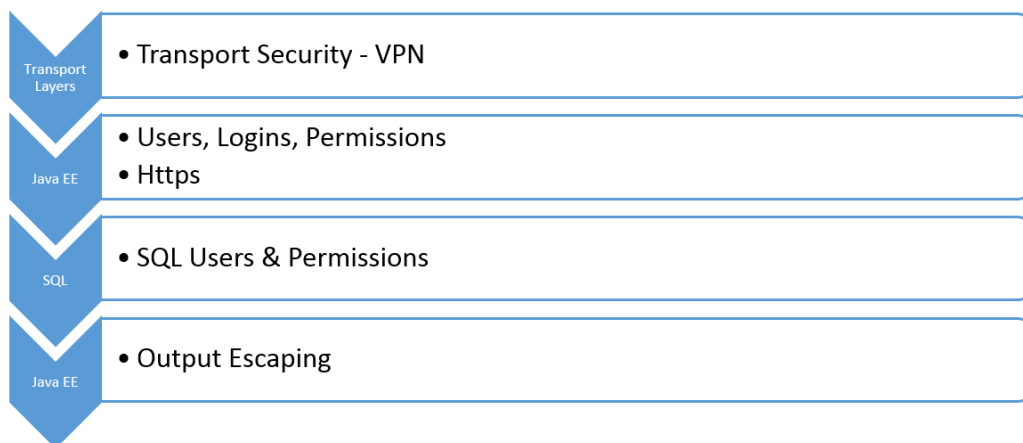 Transport
Layers
• Transport Security - VPN
Java EE
• Users, Logins, Permissions
• Https
SQL
• SQL Users & Permissions
Java EE
• Output Escaping